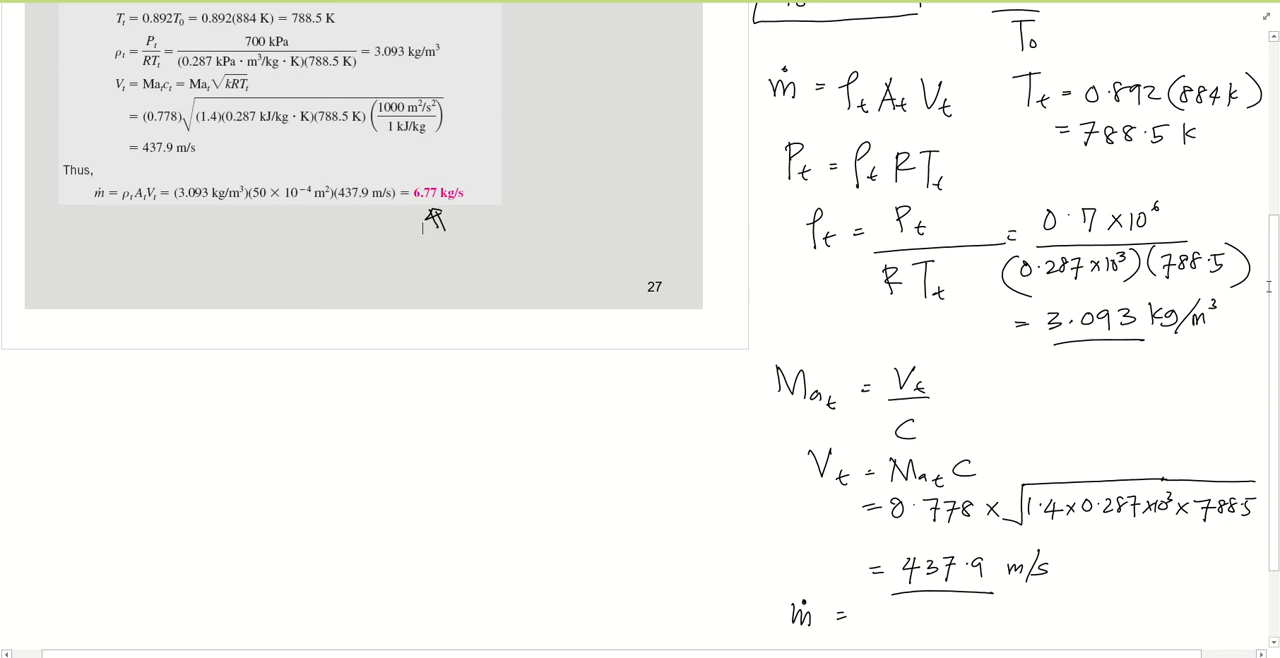 Tₜ = 0.892T₀ = 0.892(884 K) = 788.5 K
ρₜ = Pₜ / RTₜ = 700 kPa / (0.287 kPa · m³/kg · K)(788.5 K) = 3.093 kg/m³
Vₜ = Maₜcₜ = Maₜ √kRTₜ
= (0.778) √(1.4)(0.287 kJ/kg · K)(788.5 K) (1000 m²/s² / 1 kJ/kg)
= 437.9 m/s
Thus,
ṁ = ρₜAₜVₜ = (3.093 kg/m³)(50 × 10⁻⁴ m²)(437.9 m/s) = 6.77 kg/s
27
T₀
ṁ = ρₜ Aₜ Vₜ
Tₜ = 0.892 (884 K)
= 788.5 K
Pₜ = ρₜ R Tₜ
ρₜ = Pₜ / R Tₜ = 0.7 × 10⁶ / (0.287 × 10³)(788.5)
= 3.093 kg/m³
Maₜ = Vₜ / C
Vₜ = Maₜ C
= 0.778 × √1.4 × 0.287 × 10³ × 788.5
= 437.9 m/s
ṁ =